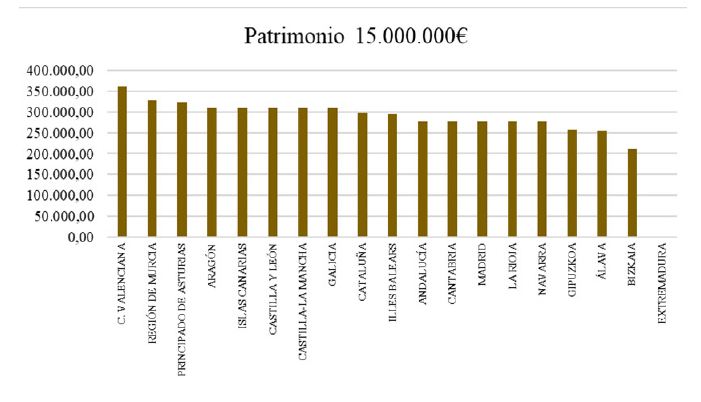 Patrimonio 15.000.000€
400.000,00
350.000,00
300.000,00
250.000,00
200.000,00
150.000,00
100.000,00
50.000,00
0,00
C. VALENCIANA
REGIÓN DE MURCIA
PRINCIPADO DE ASTURIAS
ARAGÓN
ISLAS CANARIAS
CASTILLA Y LEÓN
CASTILLA-LA MANCHA
GALICIA
CATALUÑA
ILLES BALEARS
ANDALUCÍA
CANTABRIA
MADRID
LA RIOJA
NAVARRA
GIPUZKOA
ÁLAVA
BIZKAIA
EXTREMADURA